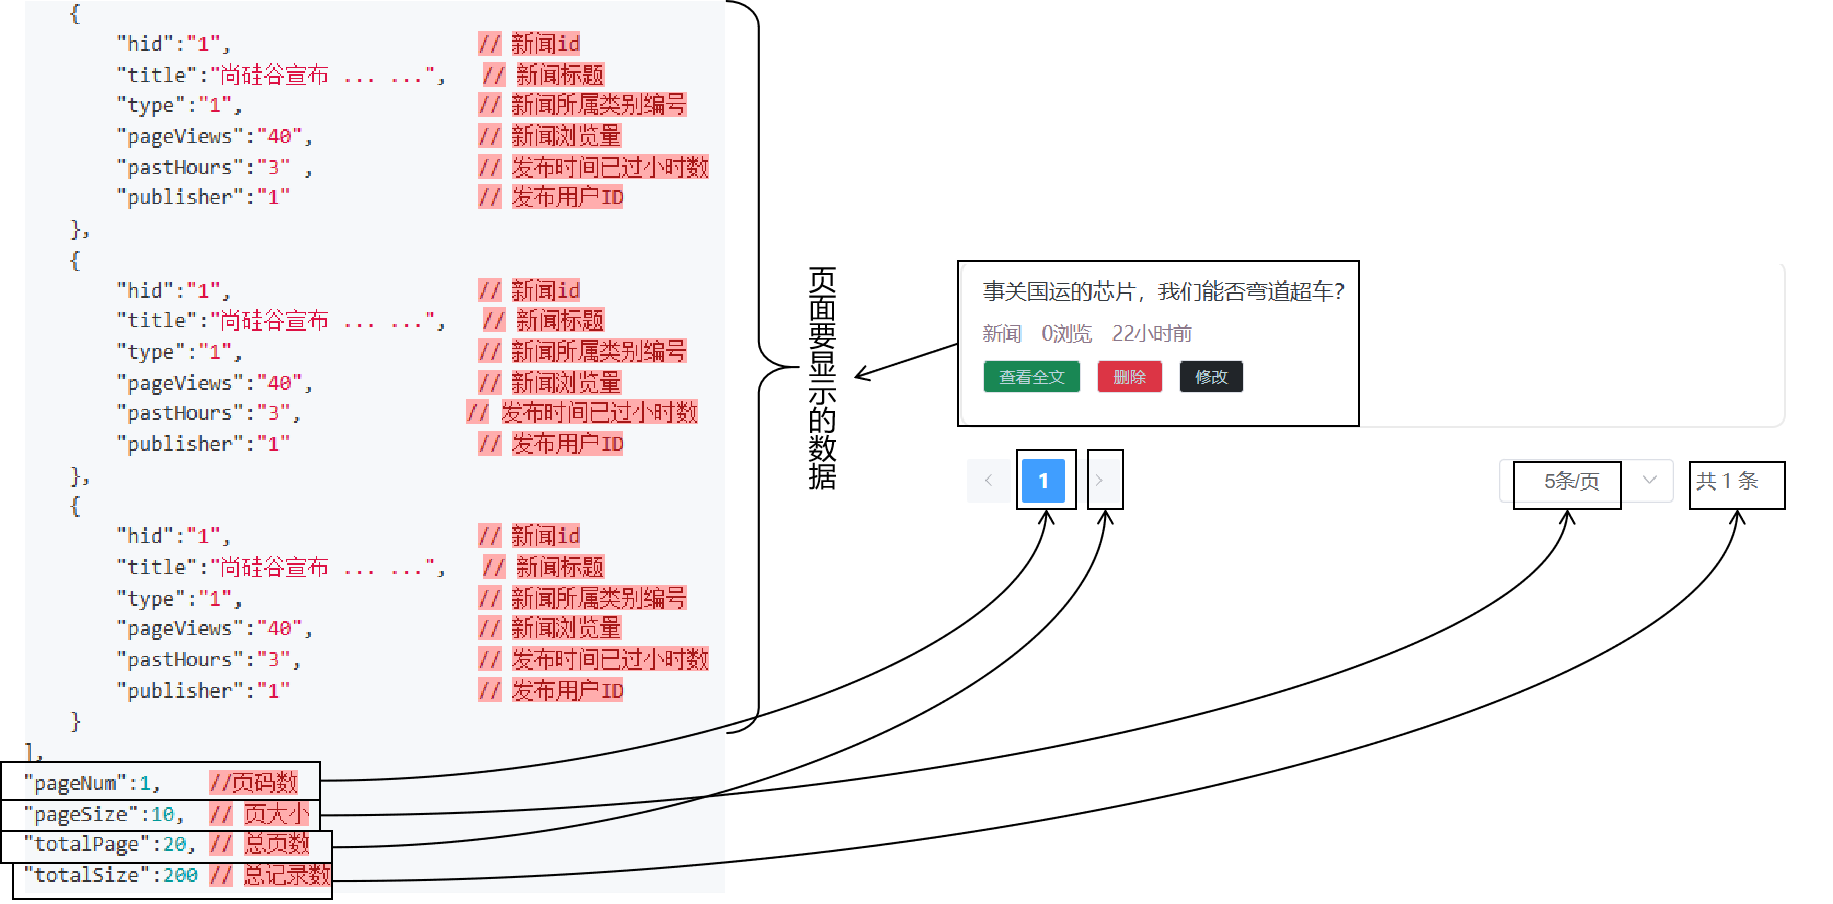 {
"hid":"1", // 新闻id
"title":"尚硅谷宣布 ... ...", // 新闻标题
"type":"1", // 新闻所属类别编号
"pageViews":"40", // 新闻浏览量
"pastHours":"3" , // 发布时间已过小时数
"publisher":"1" // 发布用户ID
},
{
"hid":"1", // 新闻id
"title":"尚硅谷宣布 ... ...", // 新闻标题
"type":"1", // 新闻所属类别编号
"pageViews":"40", // 新闻浏览量
"pastHours":"3", // 发布时间已过小时数
"publisher":"1" // 发布用户ID
},
{
"hid":"1", // 新闻id
"title":"尚硅谷宣布 ... ...", // 新闻标题
"type":"1", // 新闻所属类别编号
"pageViews":"40", // 新闻浏览量
"pastHours":"3", // 发布时间已过小时数
"publisher":"1" // 发布用户ID
}
],
"pageNum":1, //页码数
"pageSize":10, // 页大小
"totalPage":20, // 总页数
"totalSize":200 // 总记录数
页面要显示的数据
事关国运的芯片，我们能否弯道超车？
新闻 0浏览 22小时前
查看全文 删除 修改
1 5条/页 共 1 条